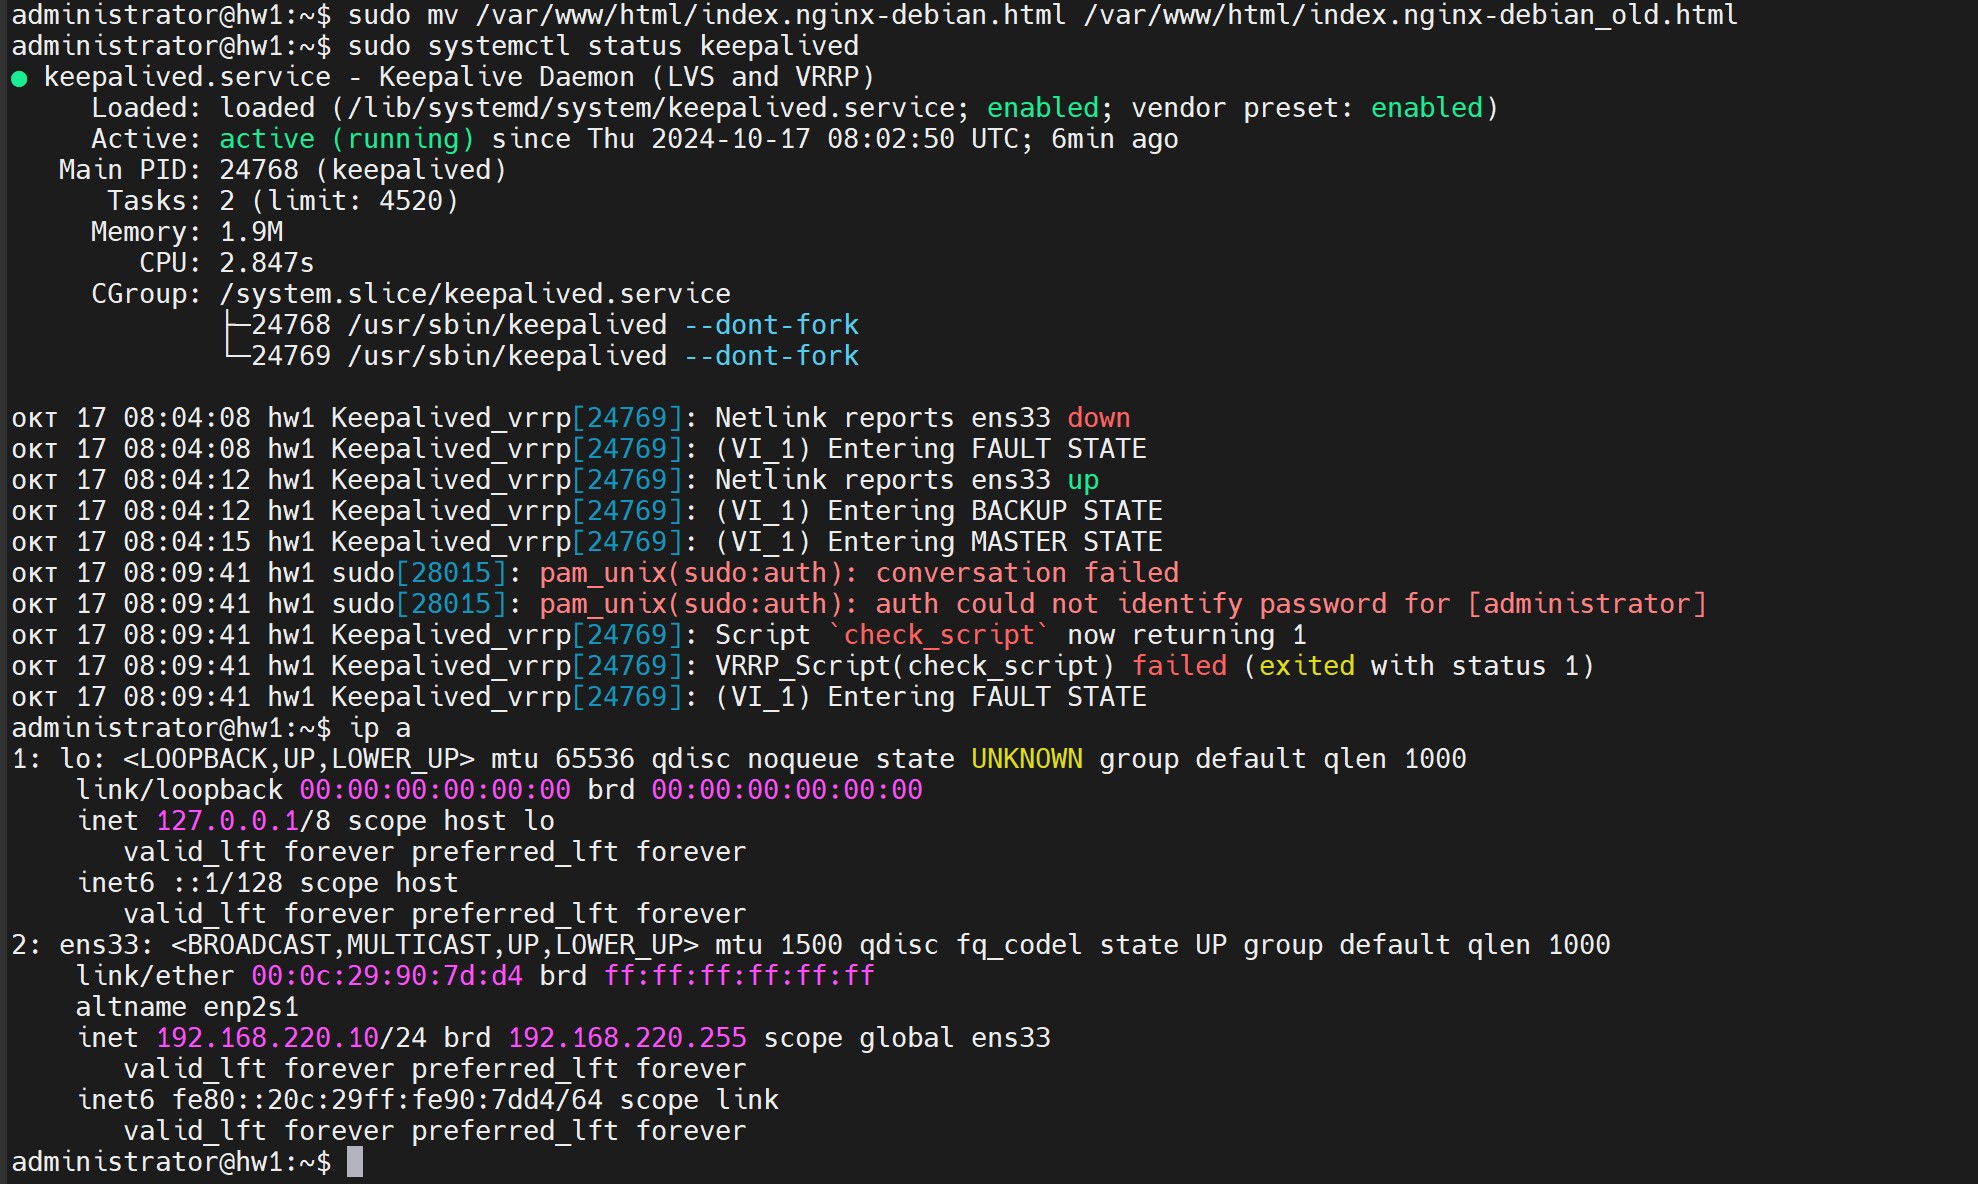 administrator@hw1:~$ sudo mv /var/www/html/index.nginx-debian.html /var/www/html/index.nginx-debian_old.html
administrator@hw1:~$ sudo systemctl status keepalived
● keepalived.service - Keepalive Daemon (LVS and VRRP)
     Loaded: loaded (/lib/systemd/system/keepalived.service; enabled; vendor preset: enabled)
     Active: active (running) since Thu 2024-10-17 08:02:50 UTC; 6min ago
   Main PID: 24768 (keepalived)
      Tasks: 2 (limit: 4520)
     Memory: 1.9M
        CPU: 2.847s
     CGroup: /system.slice/keepalived.service
             ├─24768 /usr/sbin/keepalived --dont-fork
             └─24769 /usr/sbin/keepalived --dont-fork

окт 17 08:04:08 hw1 Keepalived_vrrp[24769]: Netlink reports ens33 down
окт 17 08:04:08 hw1 Keepalived_vrrp[24769]: (VI_1) Entering FAULT STATE
окт 17 08:04:12 hw1 Keepalived_vrrp[24769]: Netlink reports ens33 up
окт 17 08:04:12 hw1 Keepalived_vrrp[24769]: (VI_1) Entering BACKUP STATE
окт 17 08:04:15 hw1 Keepalived_vrrp[24769]: (VI_1) Entering MASTER STATE
окт 17 08:09:41 hw1 sudo[28015]: pam_unix(sudo:auth): conversation failed
окт 17 08:09:41 hw1 sudo[28015]: pam_unix(sudo:auth): auth could not identify password for [administrator]
окт 17 08:09:41 hw1 Keepalived_vrrp[24769]: Script `check_script` now returning 1
окт 17 08:09:41 hw1 Keepalived_vrrp[24769]: VRRP_Script(check_script) failed (exited with status 1)
окт 17 08:09:41 hw1 Keepalived_vrrp[24769]: (VI_1) Entering FAULT STATE
administrator@hw1:~$ ip a
1: lo: <LOOPBACK,UP,LOWER_UP> mtu 65536 qdisc noqueue state UNKNOWN group default qlen 1000
    link/loopback 00:00:00:00:00:00 brd 00:00:00:00:00:00
    inet 127.0.0.1/8 scope host lo
       valid_lft forever preferred_lft forever
    inet6 ::1/128 scope host
       valid_lft forever preferred_lft forever
2: ens33: <BROADCAST,MULTICAST,UP,LOWER_UP> mtu 1500 qdisc fq_codel state UP group default qlen 1000
    link/ether 00:0c:29:90:7d:d4 brd ff:ff:ff:ff:ff:ff
    altname enp2s1
    inet 192.168.220.10/24 brd 192.168.220.255 scope global ens33
       valid_lft forever preferred_lft forever
    inet6 fe80::20c:29ff:fe90:7dd4/64 scope link
       valid_lft forever preferred_lft forever
administrator@hw1:~$